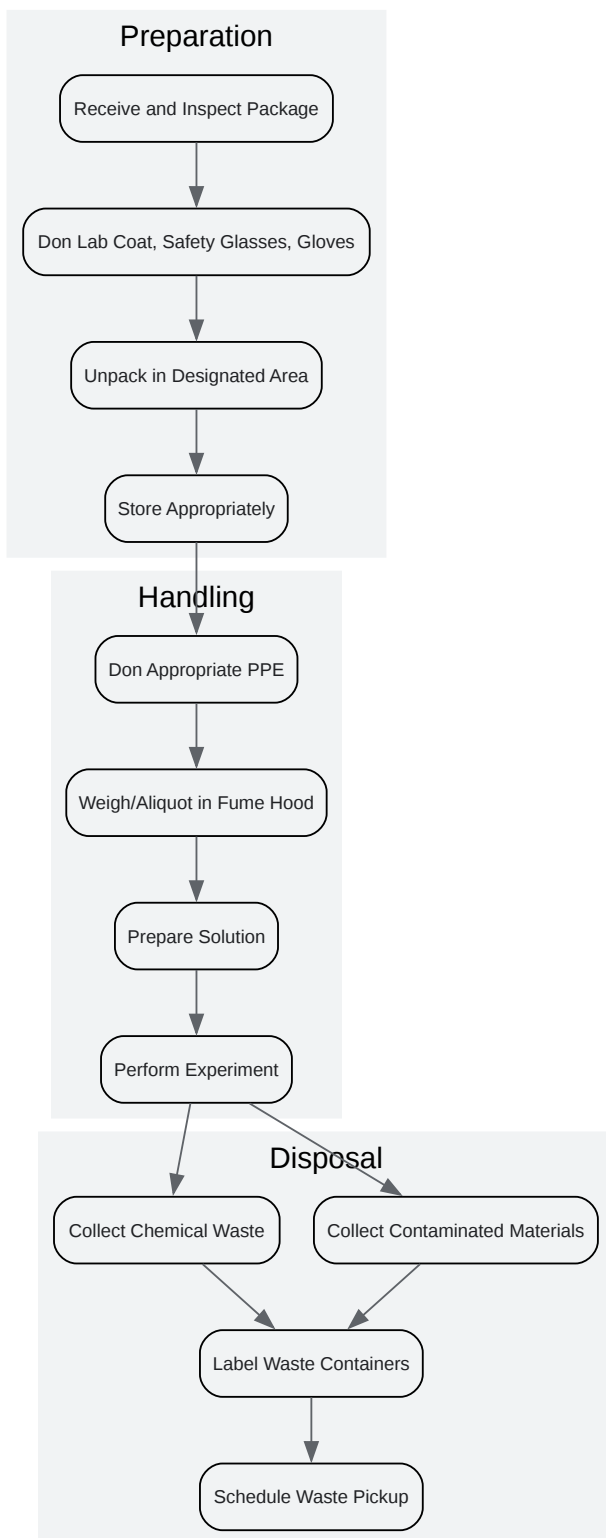 Preparation
Receive and Inspect Package
Don Lab Coat, Safety Glasses, Gloves
Unpack in Designated Area
Store Appropriately
Handling
Don Appropriate PPE
Weigh/Aliquot in Fume Hood
Prepare Solution
Perform Experiment
Disposal
Collect Chemical Waste
Collect Contaminated Materials
Label Waste Containers
Schedule Waste Pickup